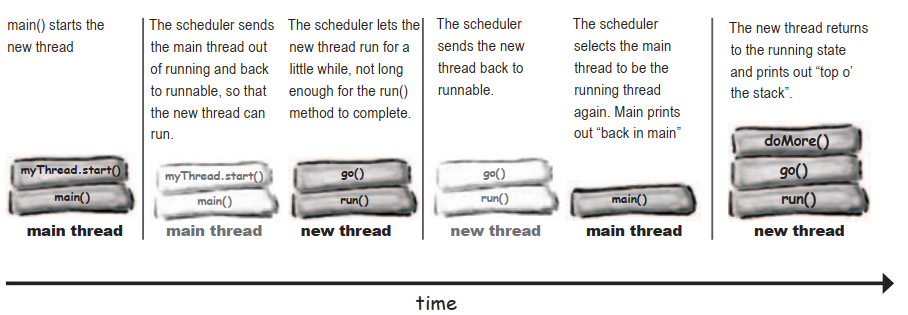 main() starts the
new thread
myThread.start()
main()
main thread
The scheduler sends
the main thread out
of running and back
to runnable, so that
the new thread can
run.
myThread.start()
main()
main thread
The scheduler lets the
new thread run for a
little while, not long
enough for the run()
method to complete.
go()
run()
new thread
The scheduler
sends the new
thread back to
runnable.
go()
run()
new thread
The scheduler
selects the main
thread to be the
running thread
again. Main prints
out “back in main”
main()
main thread
The new thread returns
to the running state
and prints out “top o’
the stack”.
doMore()
go()
run()
new thread
time